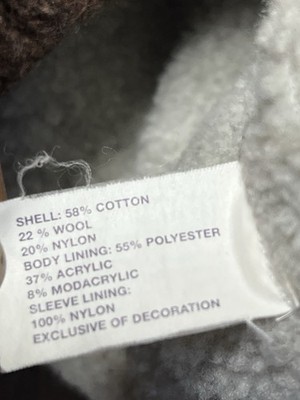 SHELL: 58% COTTON
22 % WOOL
20% NYLON
BODY LINING: 55% POLYESTER
37% ACRYLIC
8% MODACRYLIC
SLEEVE LINING:
100% NYLON
EXCLUSIVE OF DECORATION